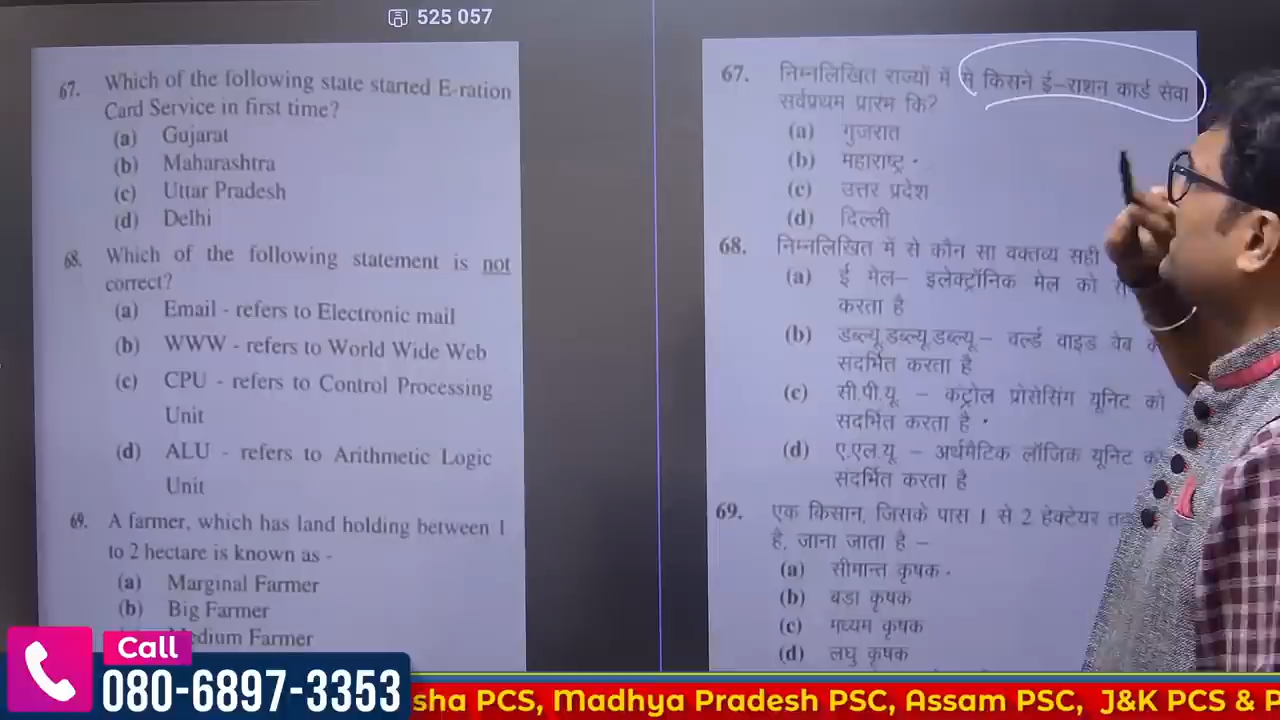 525 057
67. Which of the following state started E-ration
Card Service in first time?
(a) Gujarat
(b) Maharashtra
(c) Uttar Pradesh
(d) Delhi
68. Which of the following statement is not
correct?
(a) Email - refers to Electronic mail
(b) WWW - refers to World Wide Web
(c) CPU - refers to Control Processing
Unit
(d) ALU - refers to Arithmetic Logic
Unit
69. A farmer, which has land holding between 1
to 2 hectare is known as -
(a) Marginal Farmer
(b) Big Farmer
Farmer
67. निम्नलिखित राज्यों में से किसने ई-राशन कार्ड सेवा
सर्वप्रथम प्रारंभ कि?
(a) गुजरात
(b) महाराष्ट्र
(c) उत्तर प्रदेश
(d) दिल्ली
68. निम्नलिखित में से कौन सा वक्तव्य सही
(a) ई मेल- इलेक्ट्रॉनिक मेल को
करता है
(b) डब्ल्यू.डब्ल्यू.डब्ल्यू.- वर्ल्ड वाइड वेब
संदर्भित करता है
(c) सी.पी.यू. - कंट्रोल प्रोसेसिंग यूनिट को
संदर्भित करता है
(d) ए.एल.यू. - अर्थमैटिक लॉजिक यूनिट
संदर्भित करता है
69. एक किसान, जिसके पास 1 से 2 हेक्टेयर
है, जाना जाता है -
(a) सीमान्त कृषक
(b) बडा कृषक
(c) मध्यम कृषक
(d) लघु कृषक
Call
080-6897-3353
PCS, Madhya Pradesh PSC, Assam PSC, J&K PCS &